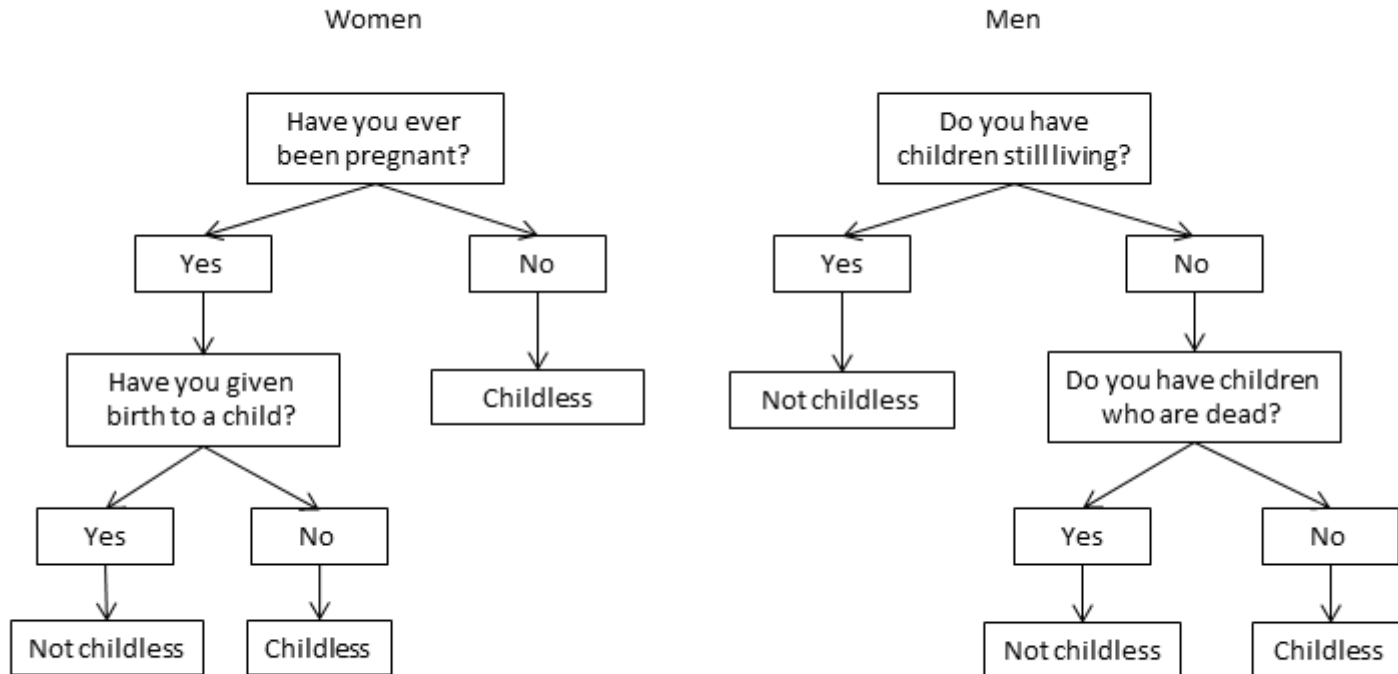 Women
Men
Have you ever
been pregnant?
Do you have
children still living?
Yes
No
Yes
No
Have you given
birth to a child?
Childless
Not childless
Do you have children
who are dead?
Yes
No
Yes
No
Not childless
Childless
Not childless
Childless